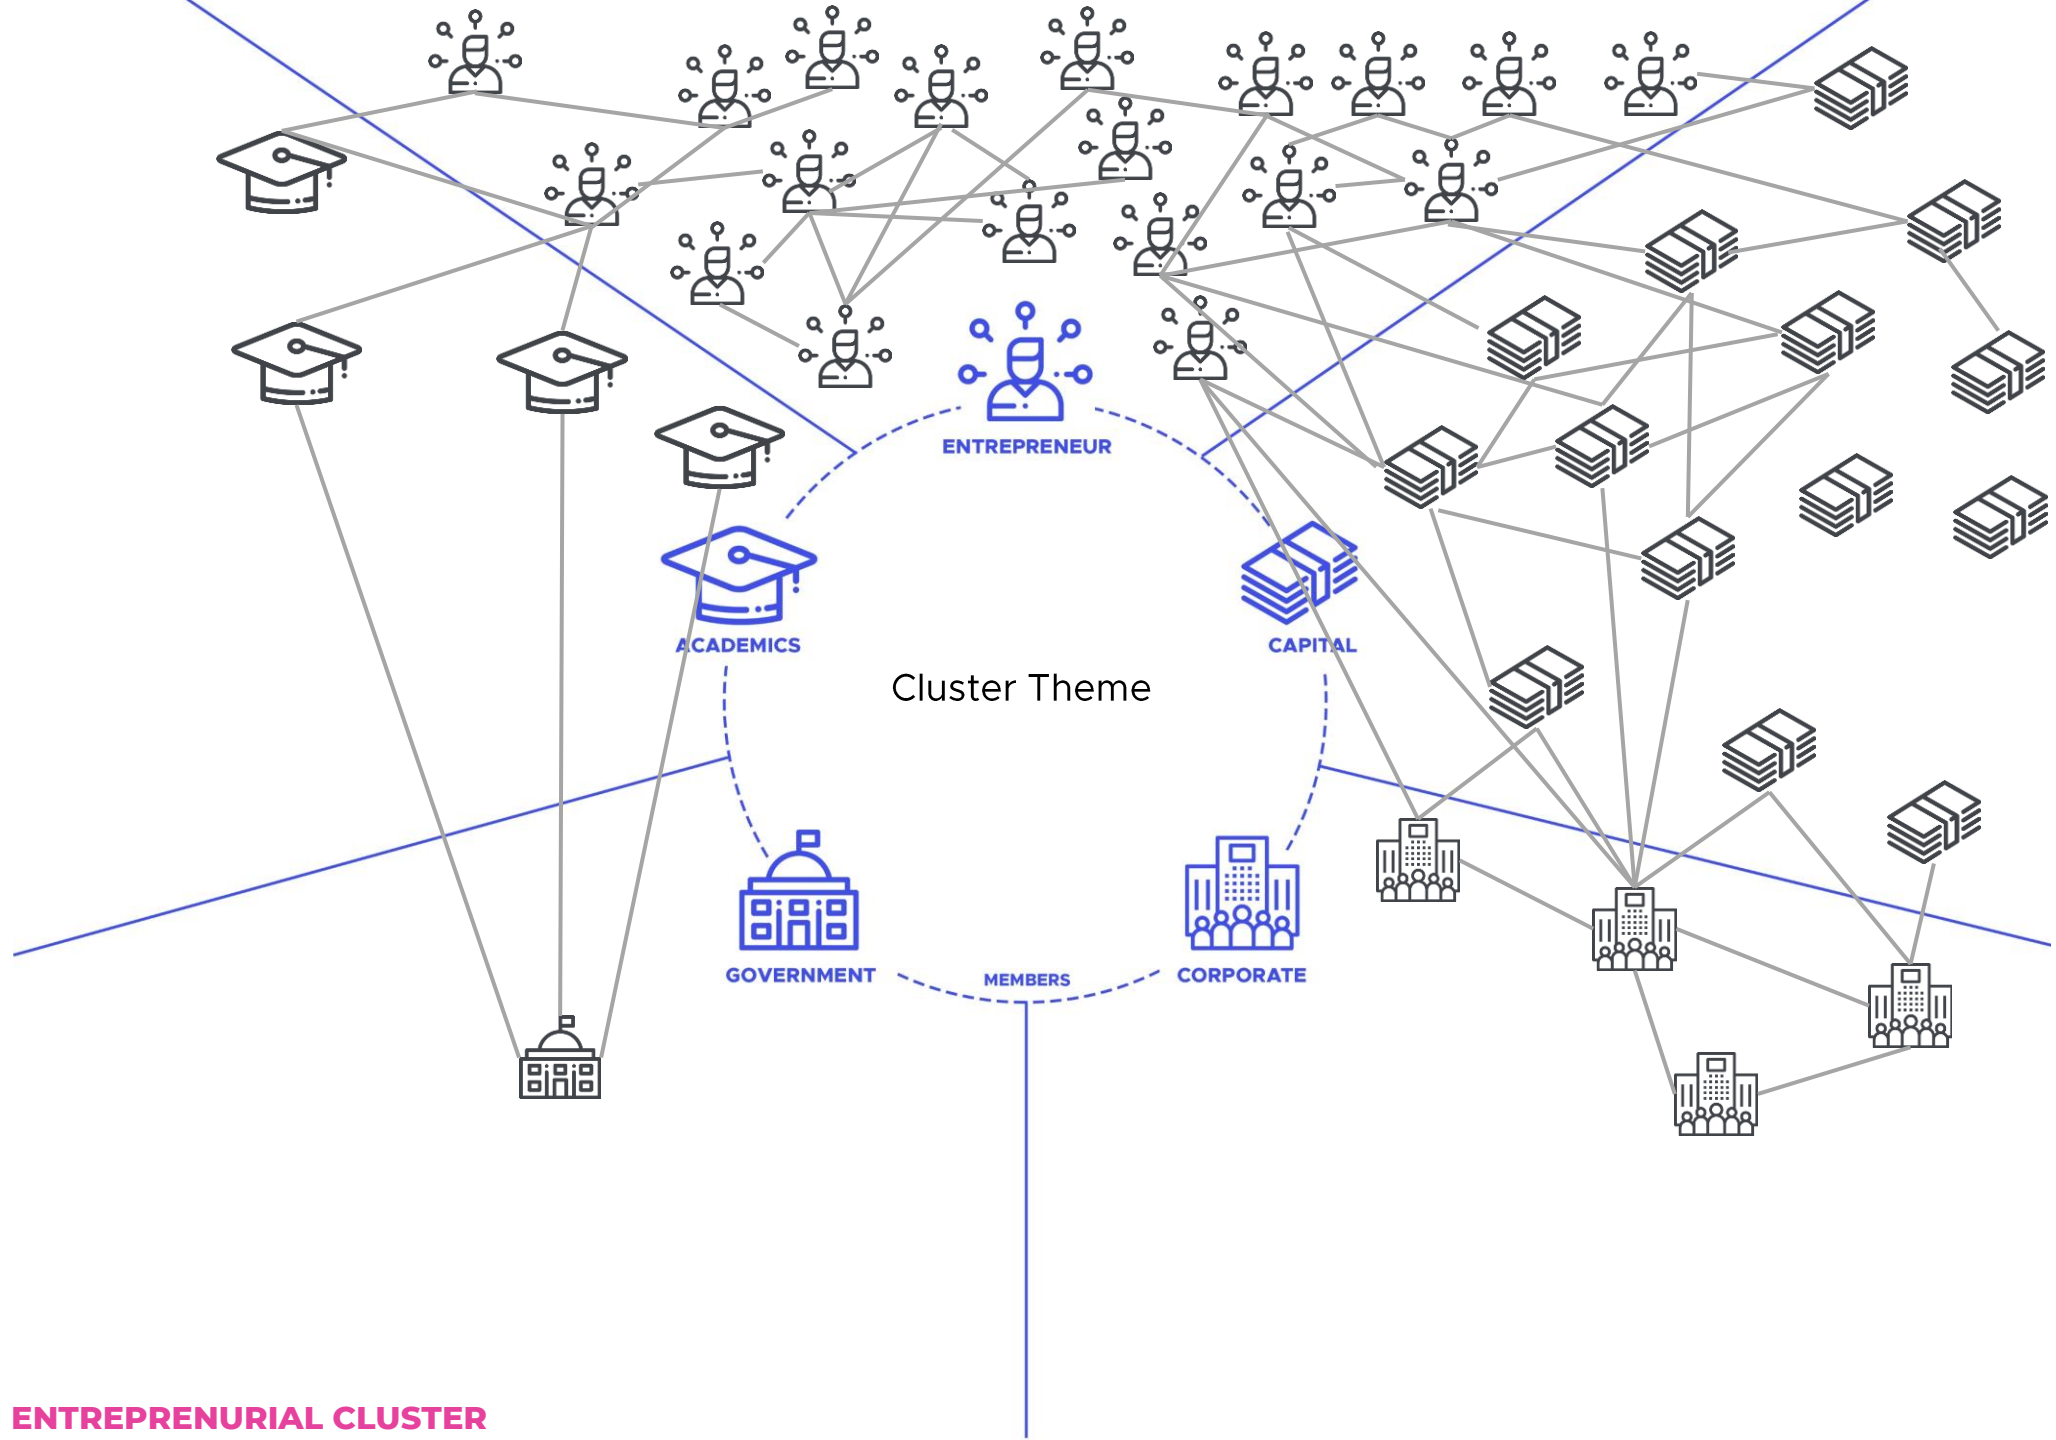 ENTREPRENEUR
ACADEMICS
CAPITAL
Cluster Theme
GOVERNMENT
MEMBERS
CORPORATE
ENTREPRENURIAL CLUSTER